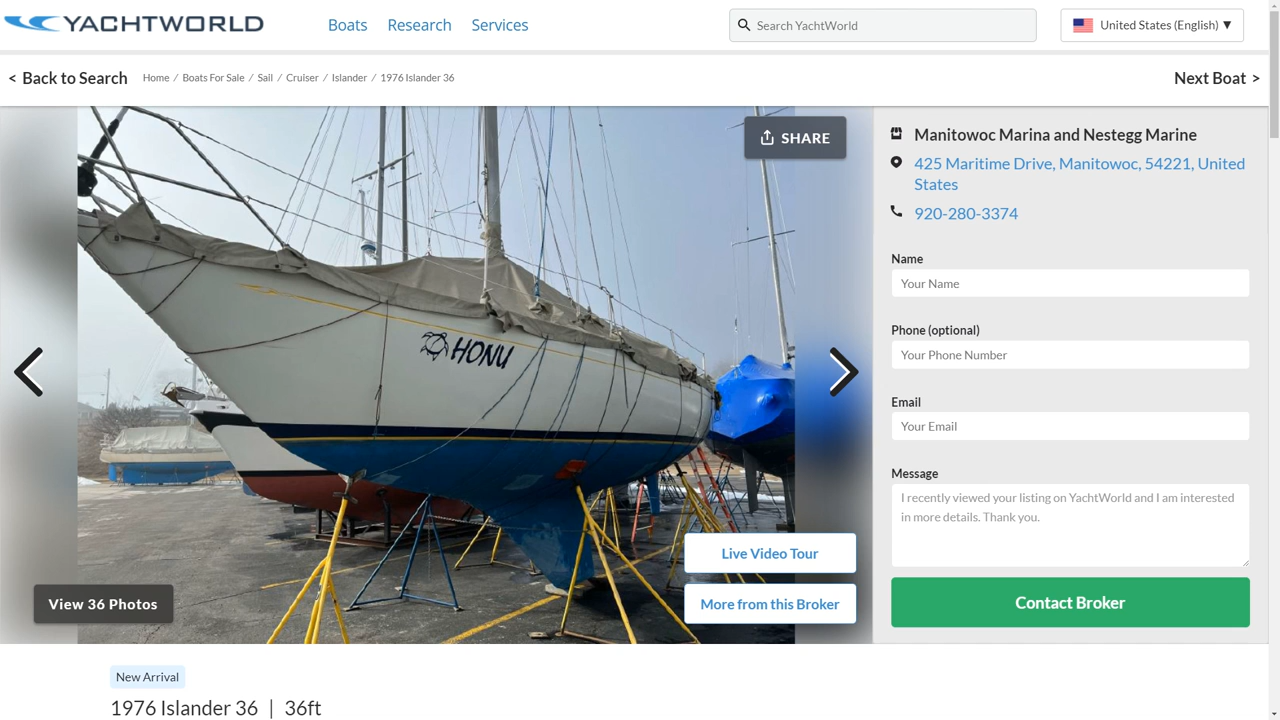 YACHTWORLD
Boats
Research
Services
Search YachtWorld
United States (English) ▼
< Back to Search
Home / Boats For Sale / Sail / Cruiser / Islander / 1976 Islander 36
Next Boat >
SHARE
HONU
Live Video Tour
More from this Broker
View 36 Photos
Manitowoc Marina and Nestegg Marine
425 Maritime Drive, Manitowoc, 54221, United
States
920-280-3374
Name
Your Name
Phone (optional)
Your Phone Number
Email
Your Email
Message
I recently viewed your listing on YachtWorld and I am interested
in more details. Thank you.
Contact Broker
New Arrival
1976 Islander 36 | 36ft